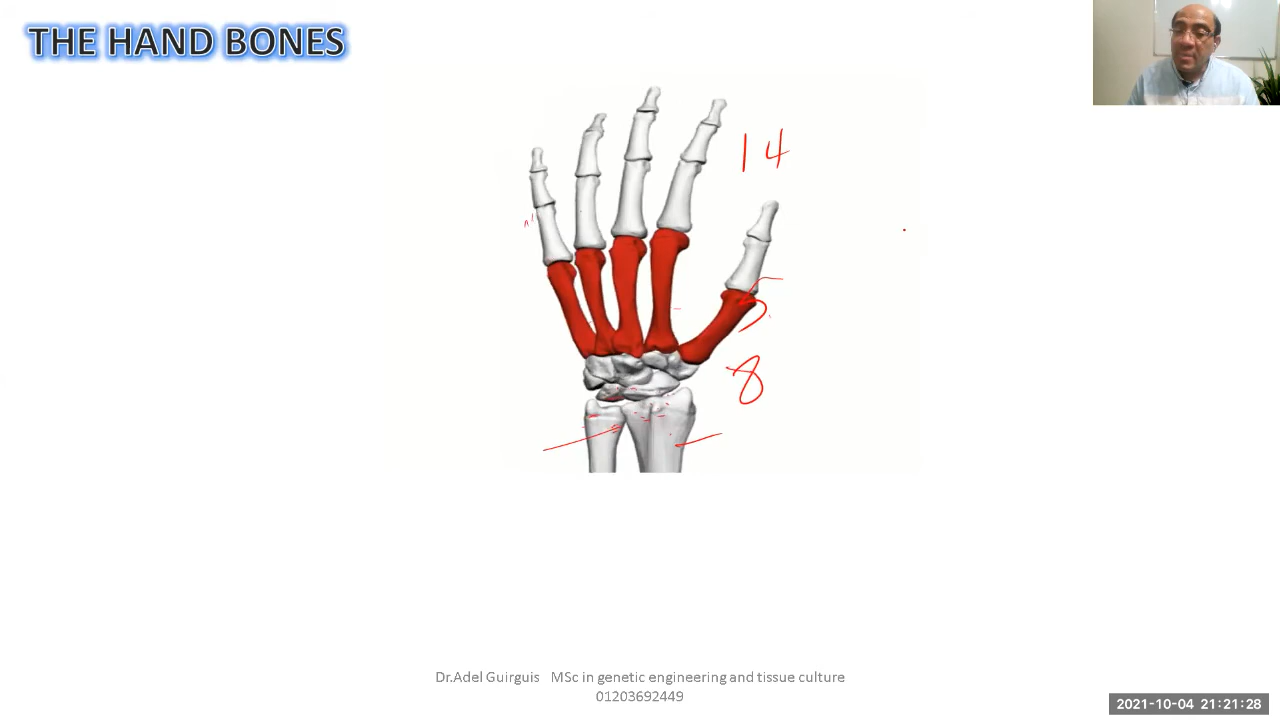 THE HAND BONES
14
5
8
Dr.Adel Guirguis MSc in genetic engineering and tissue culture
01203692449
2021-10-04 21:21:28